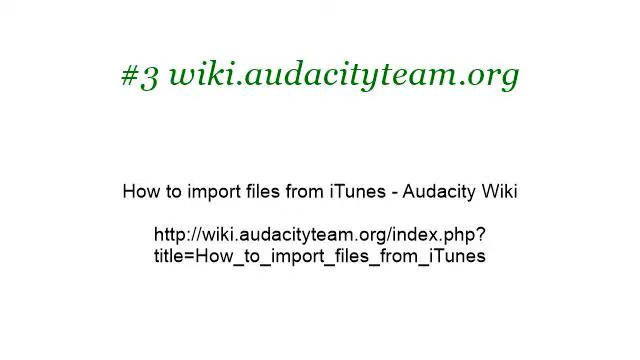 #3 wiki.audacityteam.org
How to import files from iTunes - Audacity Wiki
http://wiki.audacityteam.org/index.php?
title=How_to_import_files_from_iTunes